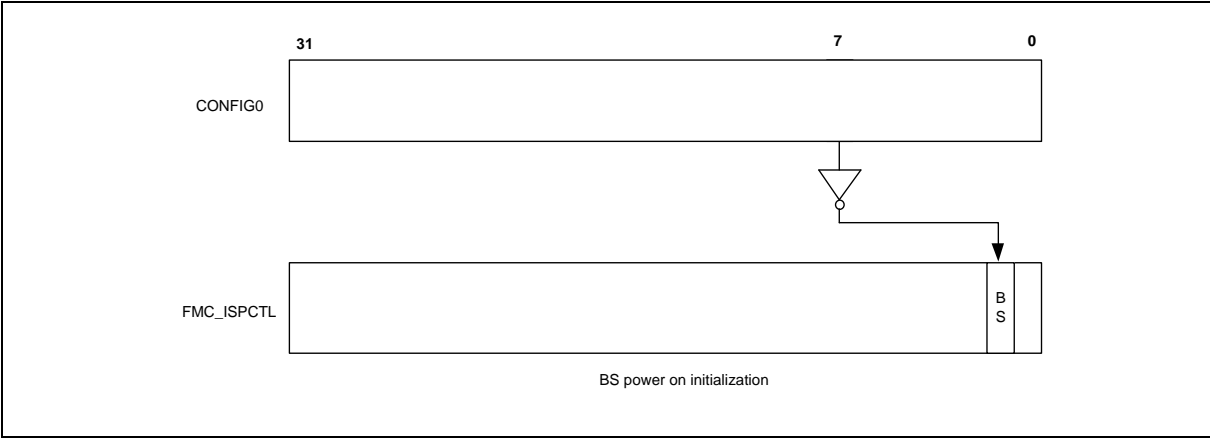 31 7 0
CONFIG0
FMC_ISPCTL
B
S
BS power on initialization